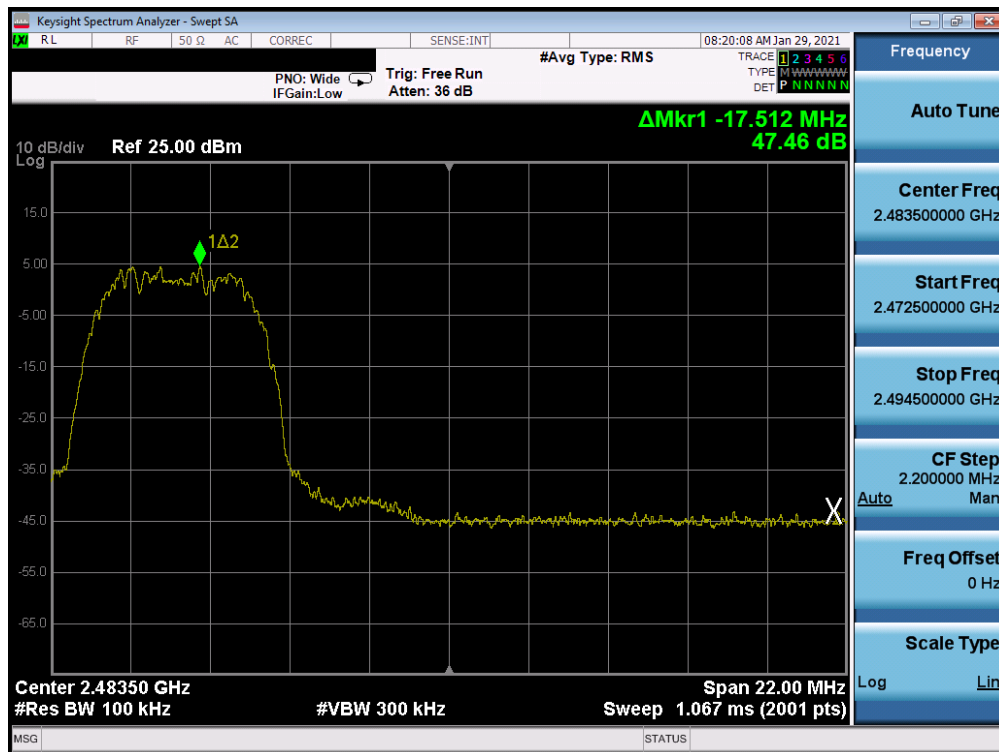 Keysight Spectrum Analyzer - Swept SA
LXI RL RF 50 Ω AC CORREC SENSE:INT 08:20:08 AM Jan 29, 2021
#Avg Type: RMS
TRACE 1 2 3 4 5 6
TYPE M W W W W W
DET P N N N N N
PNO: Wide
IFGain:Low
Trig: Free Run
Atten: 36 dB
ΔMkr1 -17.512 MHz
47.46 dB
10 dB/div Ref 25.00 dBm
Log
15.0
5.00
-5.00
-15.0
-25.0
-35.0
-45.0
-55.0
-65.0
1Δ2
X
Center 2.48350 GHz
Span 22.00 MHz
#Res BW 100 kHz
#VBW 300 kHz
Sweep 1.067 ms (2001 pts)
MSG
STATUS
Frequency
Auto Tune
Center Freq
2.483500000 GHz
Start Freq
2.472500000 GHz
Stop Freq
2.494500000 GHz
CF Step
2.200000 MHz
Auto Man
Freq Offset
0 Hz
Scale Type
Log Lin